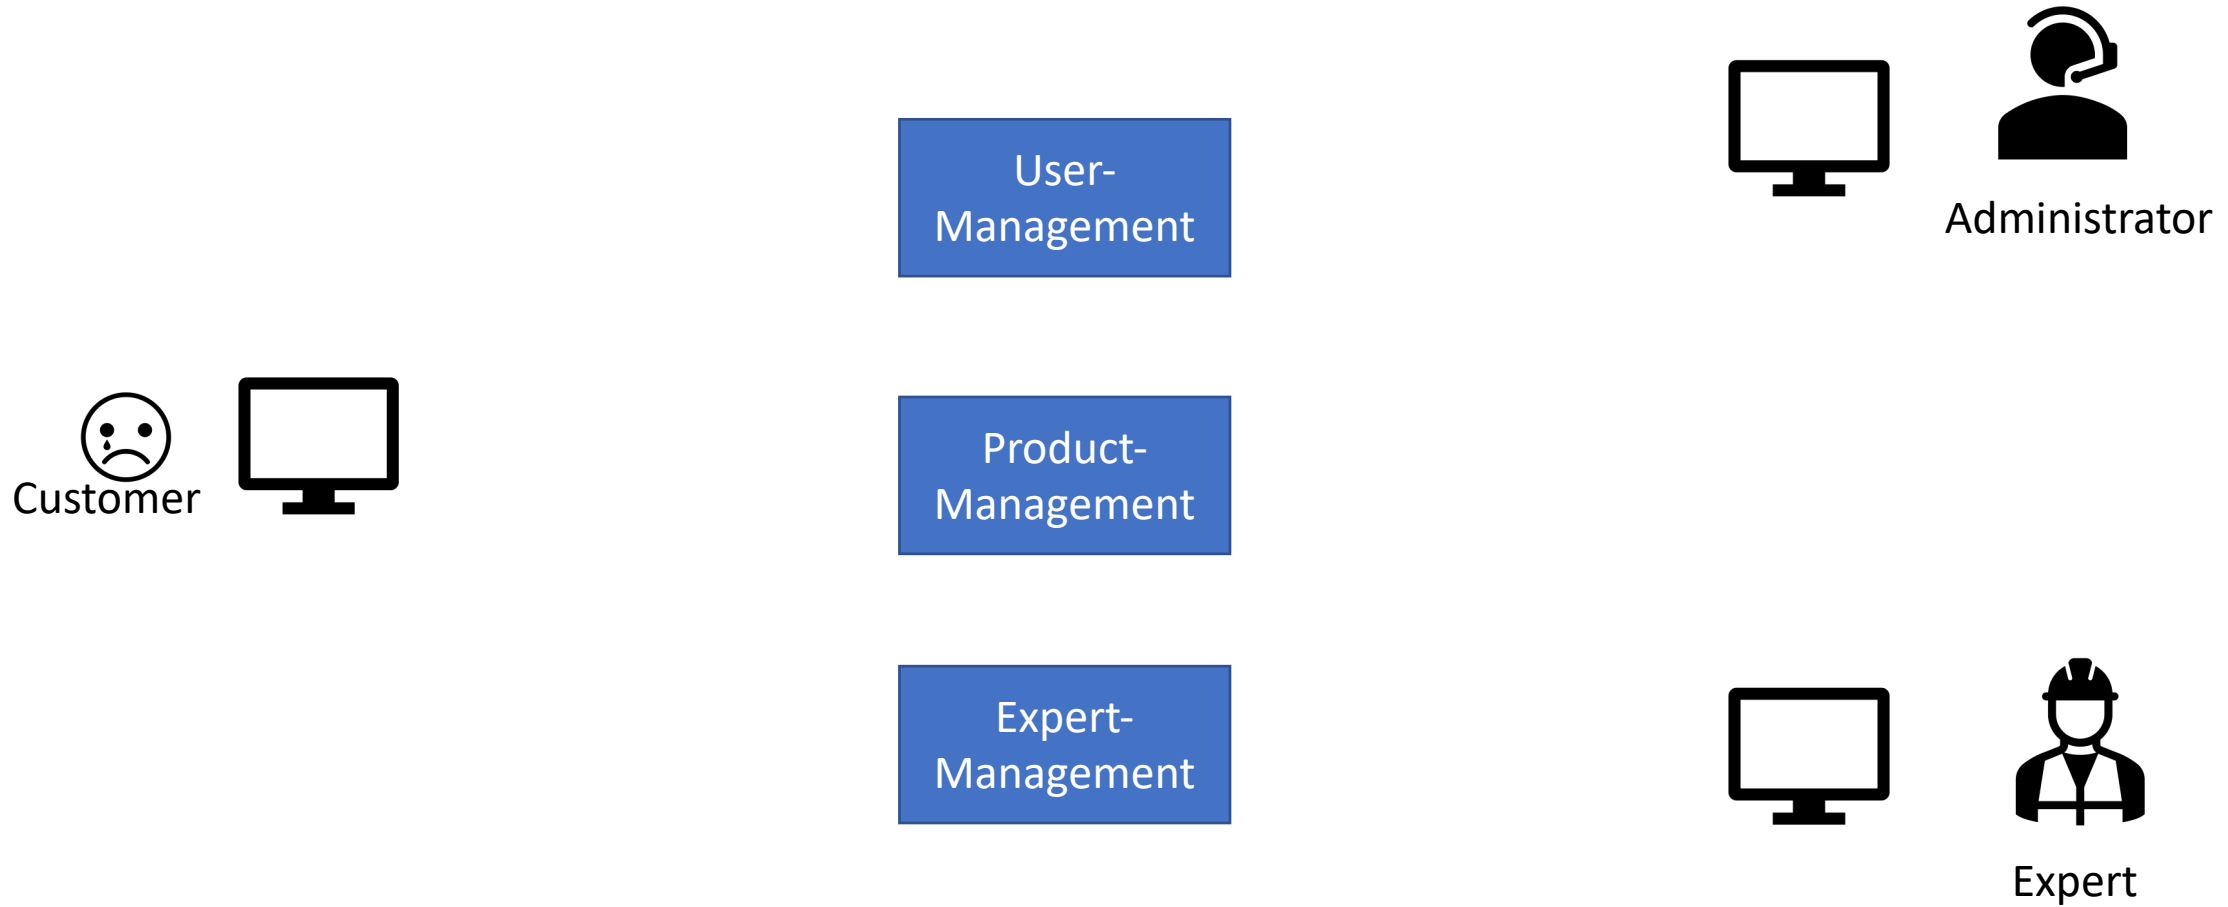 User-
Management
Administrator
Customer
Product-
Management
Expert-
Management
Expert